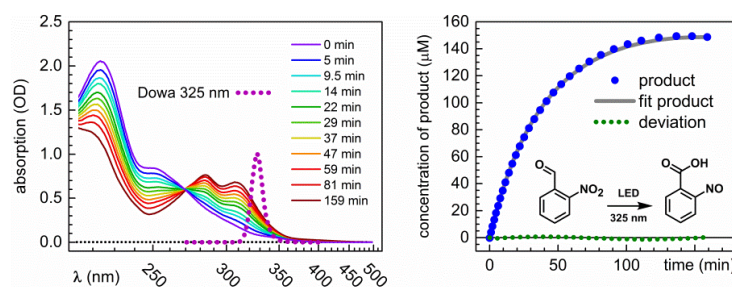 absorption (OD)
2.5
2.0
1.5
1.0
0.5
0.0
Dowa 325 nm
0 min
5 min
9.5 min
14 min
22 min
29 min
37 min
47 min
59 min
81 min
159 min
λ (nm)
250
300
350
400
450
500
concentration of product (μM)
160
140
120
100
80
60
40
20
0
product
fit product
deviation
O
NO2
LED
325 nm
O
OH
NO
0
50
100
time (min)